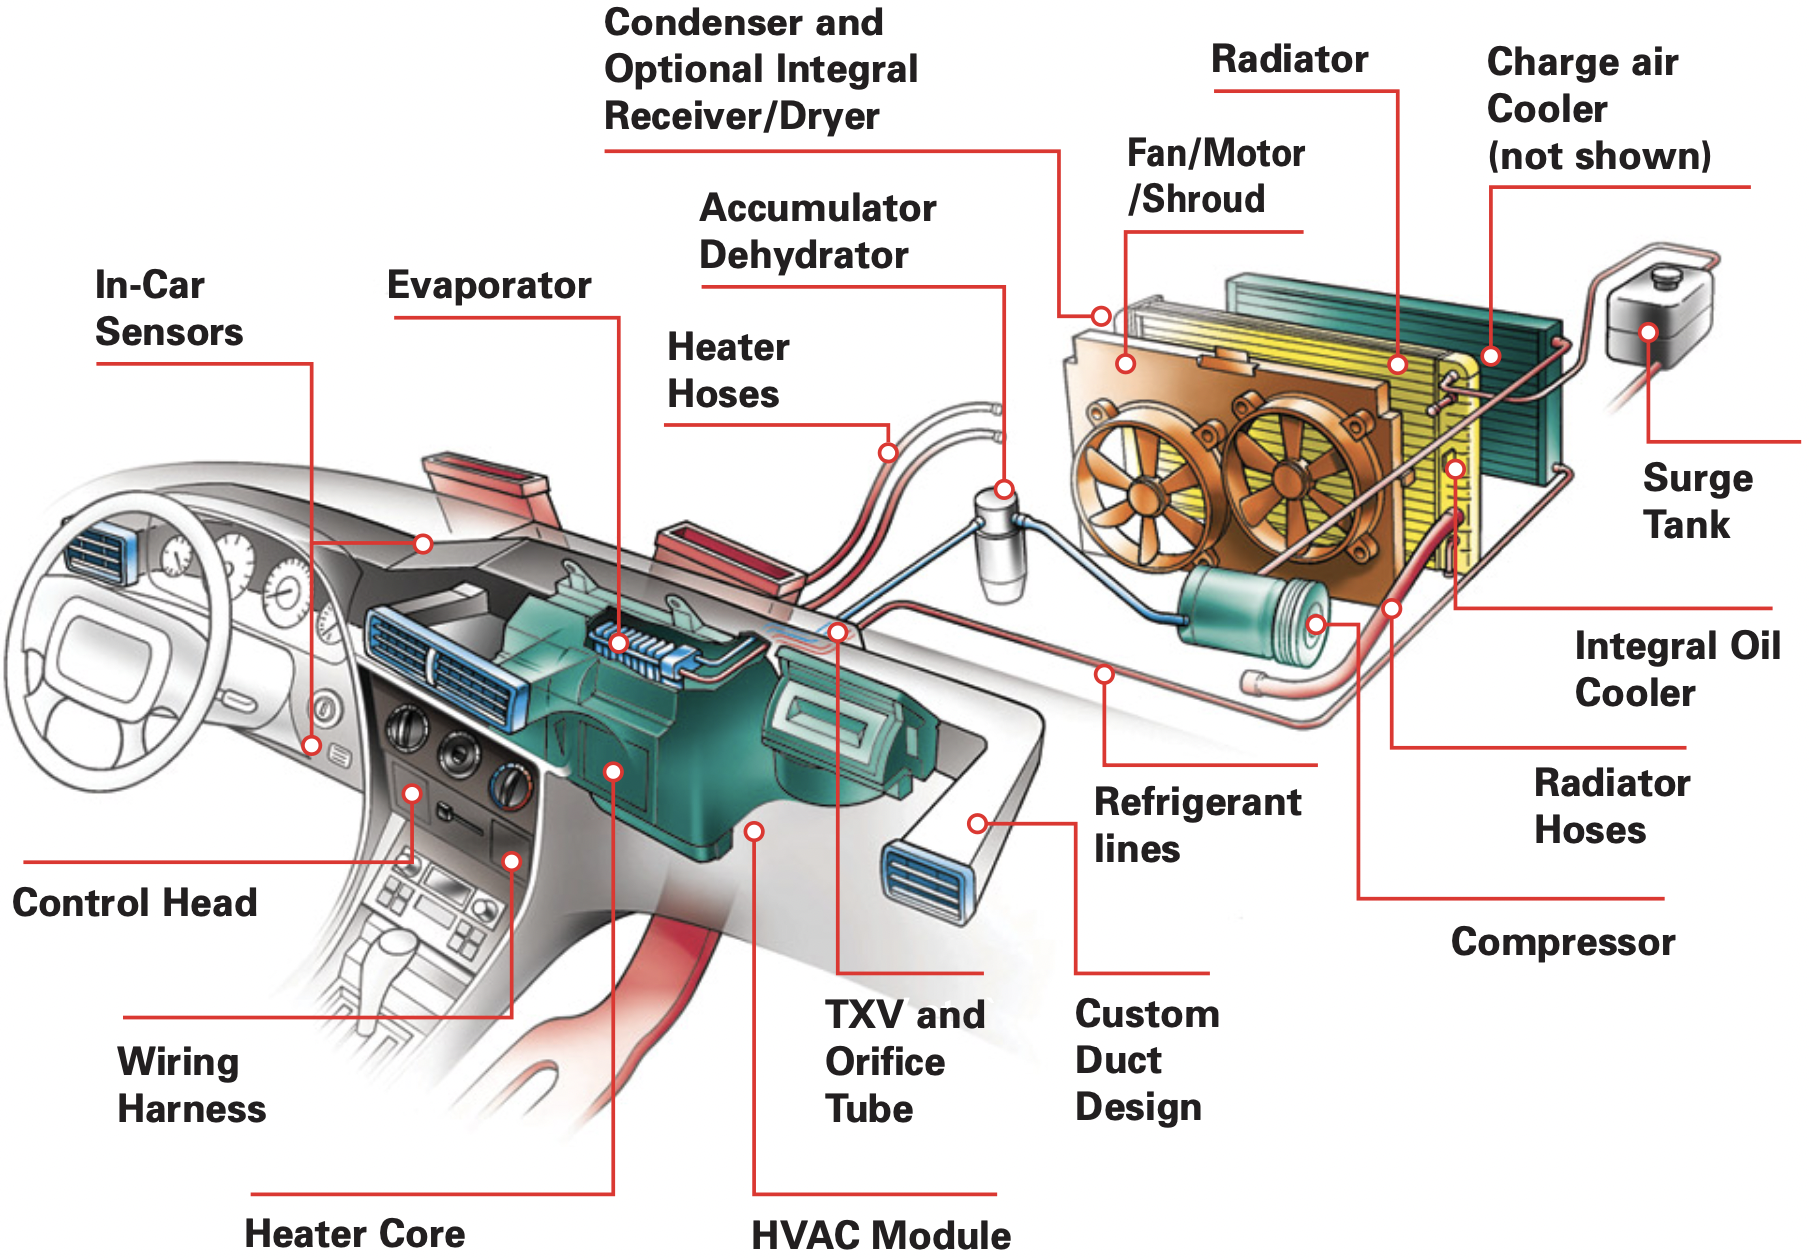 Condenser and
Optional Integral
Receiver/Dryer
Radiator
Charge air
Cooler
(not shown)
Fan/Motor
/Shroud
Accumulator
Dehydrator
In-Car
Sensors
Evaporator
Heater
Hoses
Surge
Tank
Integral Oil
Cooler
Radiator
Hoses
Refrigerant
lines
Control Head
Compressor
TXV and
Orifice
Tube
Custom
Duct
Design
Wiring
Harness
Heater Core
HVAC Module